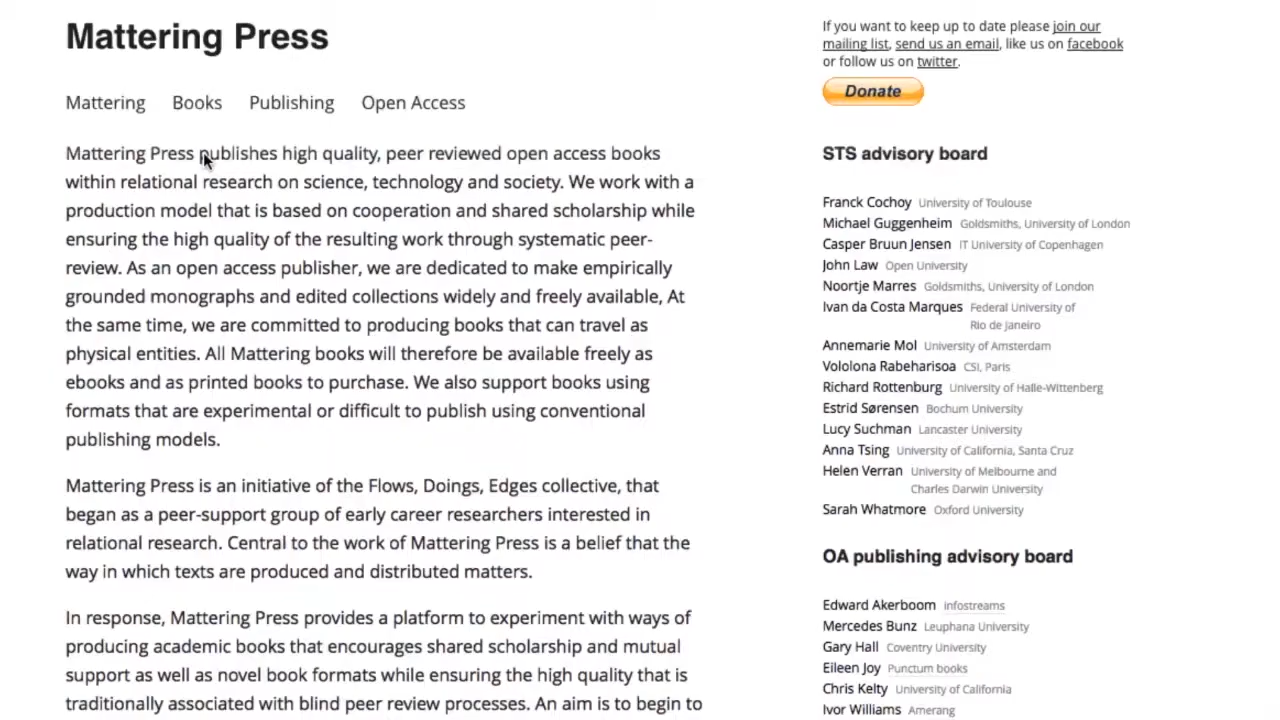 Mattering Press
Mattering Books Publishing Open Access
Mattering Press publishes high quality, peer reviewed open access books
within relational research on science, technology and society. We work with a
production model that is based on cooperation and shared scholarship while
ensuring the high quality of the resulting work through systematic peer-
review. As an open access publisher, we are dedicated to make empirically
grounded monographs and edited collections widely and freely available, At
the same time, we are committed to producing books that can travel as
physical entities. All Mattering books will therefore be available freely as
ebooks and as printed books to purchase. We also support books using
formats that are experimental or difficult to publish using conventional
publishing models.
Mattering Press is an initiative of the Flows, Doings, Edges collective, that
began as a peer-support group of early career researchers interested in
relational research. Central to the work of Mattering Press is a belief that the
way in which texts are produced and distributed matters.
In response, Mattering Press provides a platform to experiment with ways of
producing academic books that encourages shared scholarship and mutual
support as well as novel book formats while ensuring the high quality that is
traditionally associated with blind peer review processes. An aim is to begin to
If you want to keep up to date please join our
mailing list, send us an email, like us on facebook
or follow us on twitter.
Donate
STS advisory board
Franck Cochoy University of Toulouse
Michael Guggenheim Goldsmiths, University of London
Casper Bruun Jensen IT University of Copenhagen
John Law Open University
Noortje Marres Goldsmiths, University of London
Ivan da Costa Marques Federal University of
Rio de Janeiro
Annemarie Mol University of Amsterdam
Vololona Rabeharisoa CSI, Paris
Richard Rottenburg University of Halle-Wittenberg
Estrid Sørensen Bochum University
Lucy Suchman Lancaster University
Anna Tsing University of California, Santa Cruz
Helen Verran University of Melbourne and
Charles Darwin University
Sarah Whatmore Oxford University
OA publishing advisory board
Edward Akerboom infostreams
Mercedes Bunz Leuphana University
Gary Hall Coventry University
Eileen Joy Punctum books
Chris Kelty University of California
Ivor Williams Amerang